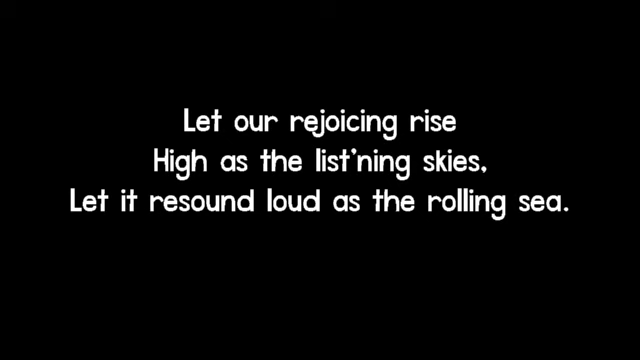 Let our rejoicing rise
High as the list'ning skies,
Let it resound loud as the rolling sea.